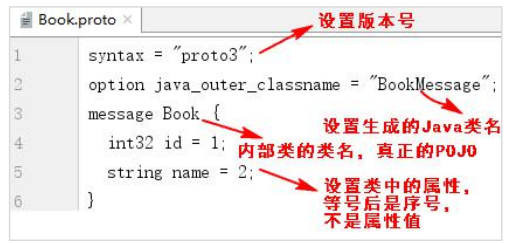 Book.proto ×
设置版本号
1 syntax = "proto3";
2 option java_outer_classname = "BookMessage";
3 message Book {
设置生成的Java类名
4 int32 id = 1;
内部类的类名，真正的POJO
5 string name = 2;
设置类中的属性，
等号后是序号，
不是属性值
6 }